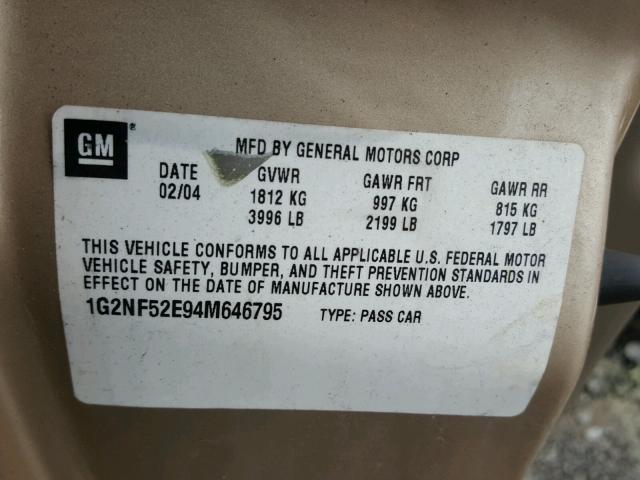 GM®
MFD BY GENERAL MOTORS CORP
DATE GVWR GAWR FRT GAWR RR
02/04 1812 KG 997 KG 815 KG
3996 LB 2199 LB 1797 LB
THIS VEHICLE CONFORMS TO ALL APPLICABLE U.S. FEDERAL MOTOR
VEHICLE SAFETY, BUMPER, AND THEFT PREVENTION STANDARDS IN
EFFECT ON THE DATE OF MANUFACTURE SHOWN ABOVE.
1G2NF52E94M646795 TYPE: PASS CAR